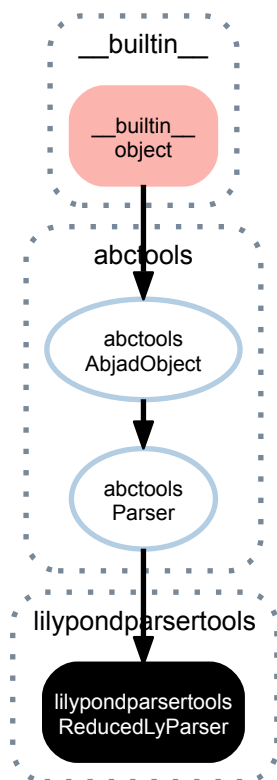 __builtin__
__builtin__
object
abctools
abctools
AbjadObject
abctools
Parser
lilypondparsertools
lilypondparsertools
ReducedLyParser